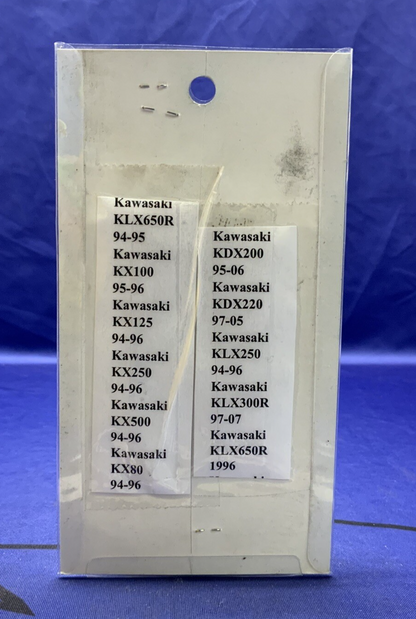 Kawasaki
KLX650R
94-95
Kawasaki
KX100
95-96
Kawasaki
KX125
94-96
Kawasaki
KX250
94-96
Kawasaki
KX500
94-96
Kawasaki
KX80
94-96
Kawasaki
KDX200
95-06
Kawasaki
KDX220
97-05
Kawasaki
KLX250
94-96
Kawasaki
KLX300R
97-07
Kawasaki
KLX650R
1996